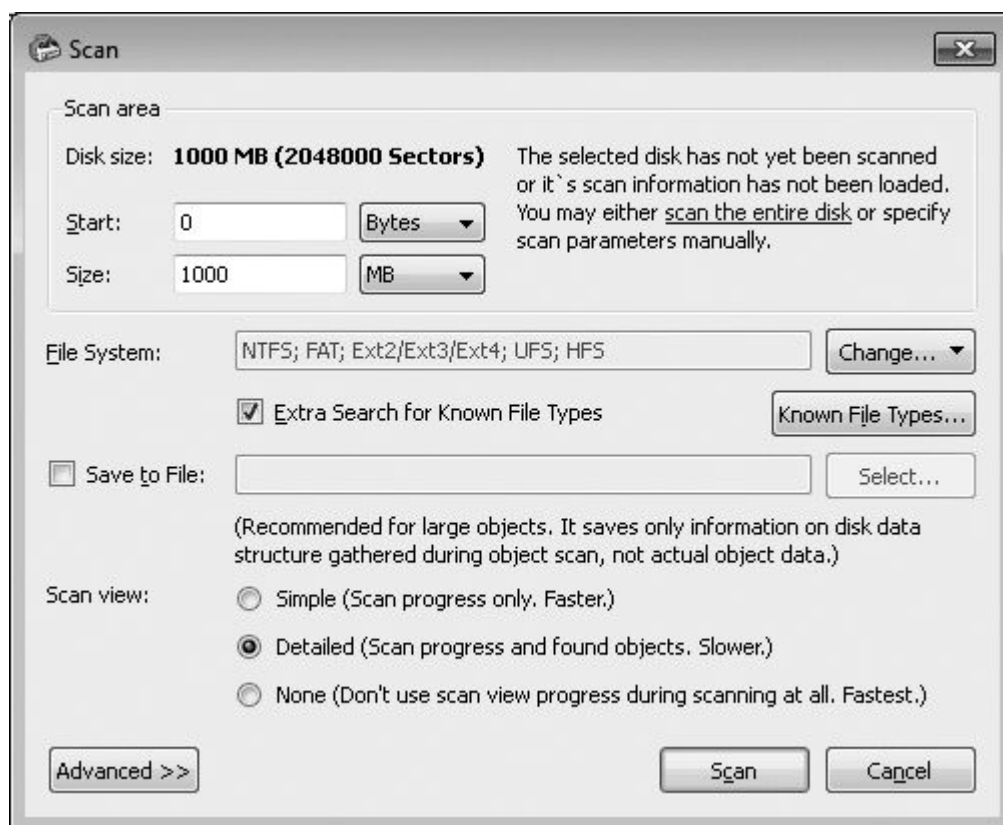 Scan
Scan area
Disk size: 1000 MB (2048000 Sectors)
The selected disk has not yet been scanned
or it`s scan information has not been loaded.
You may either scan the entire disk or specify
scan parameters manually.
Start: 0 Bytes
Size: 1000 MB
File System: NTFS; FAT; Ext2/Ext3/Ext4; UFS; HFS Change...
Extra Search for Known File Types Known File Types...
Save to File: Select...
(Recommended for large objects. It saves only information on disk data
structure gathered during object scan, not actual object data.)
Scan view: Simple (Scan progress only. Faster.)
Detailed (Scan progress and found objects. Slower.)
None (Don't use scan view progress during scanning at all. Fastest.)
Advanced >> Scan Cancel